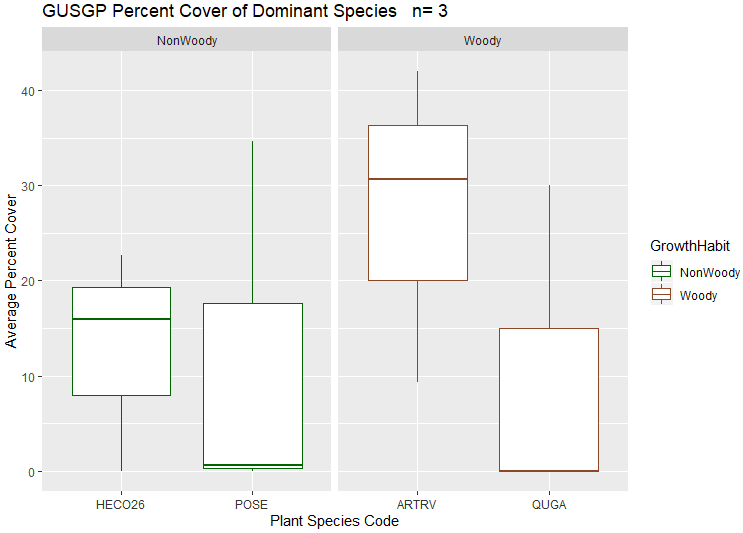 GUSGP Percent Cover of Dominant Species   n= 3
NonWoody
Woody
Average Percent Cover
40
30
20
10
0
HECO26
POSE
ARTRV
QUGA
Plant Species Code
GrowthHabit
NonWoody
Woody